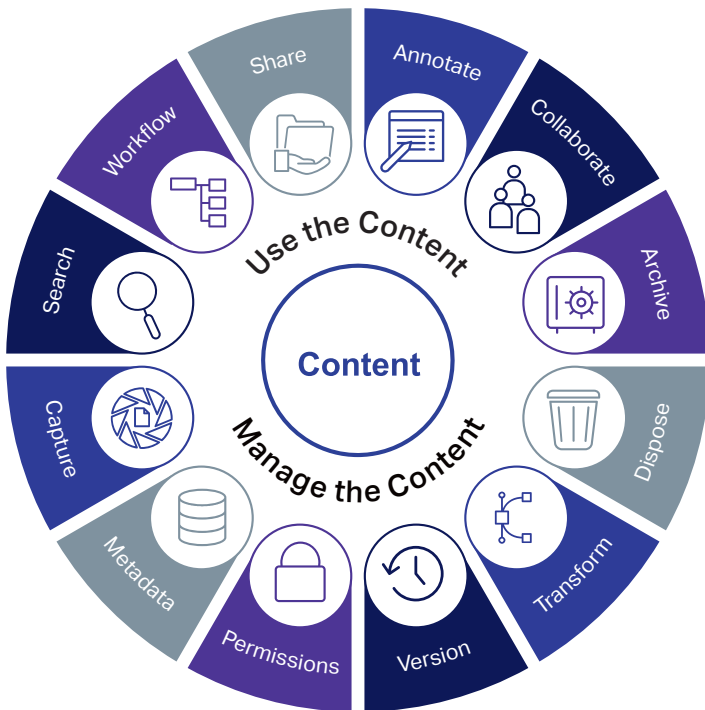 Share
Annotate
Workflow
Collaborate
Search
Archive
Use the Content
Content
Manage the Content
Capture
Dispose
Metadata
Transform
Permissions
Version